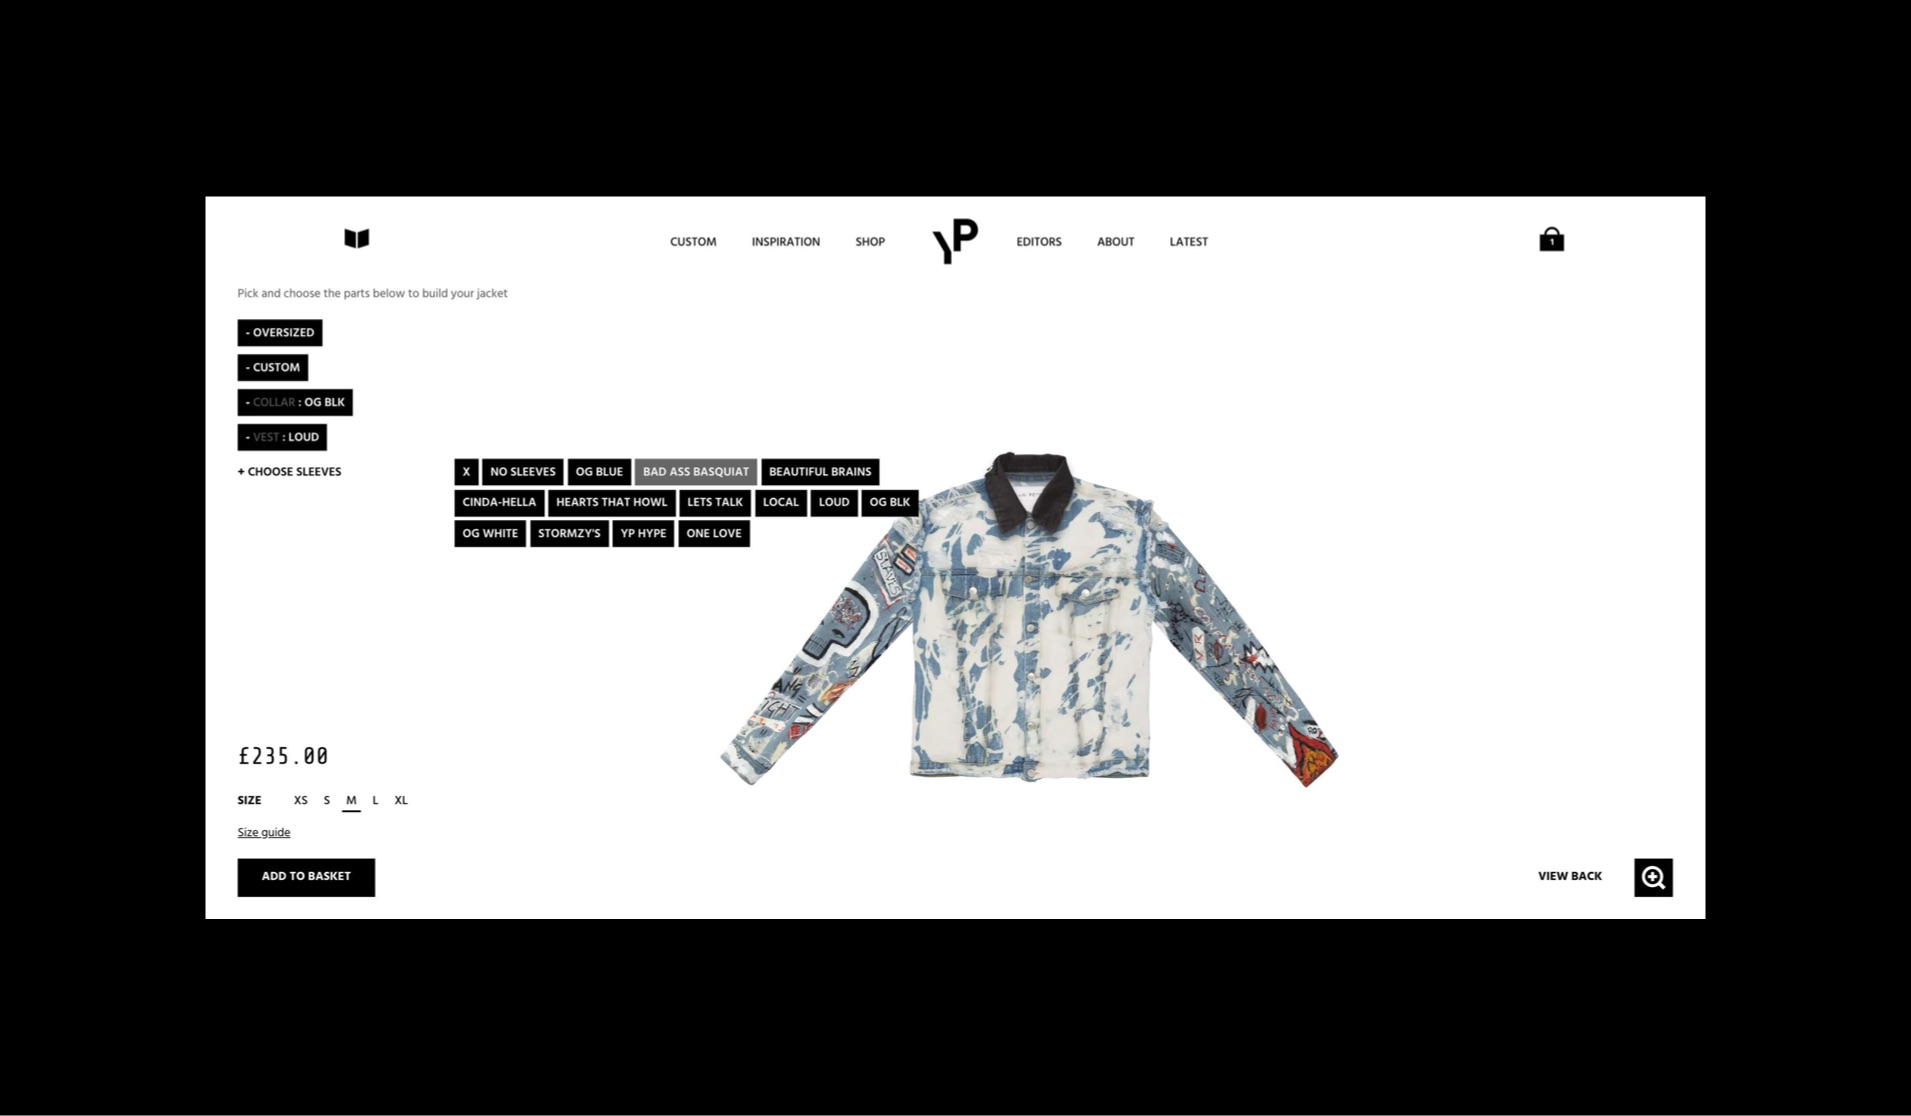 CUSTOM INSPIRATION SHOP YP EDITORS ABOUT LATEST 1
Pick and choose the parts below to build your jacket
- OVERSIZED
- CUSTOM
- COLLAR : OG BLK
- VEST : LOUD
+ CHOOSE SLEEVES
X NO SLEEVES OG BLUE BAD ASS BASQUIAT BEAUTIFUL BRAINS
CINDA-HELLA HEARTS THAT HOWL LETS TALK LOCAL LOUD OG BLK
OG WHITE STORMZY'S YP HYPE ONE LOVE
£235.00
SIZE XS S M L XL
Size guide
ADD TO BASKET
VIEW BACK